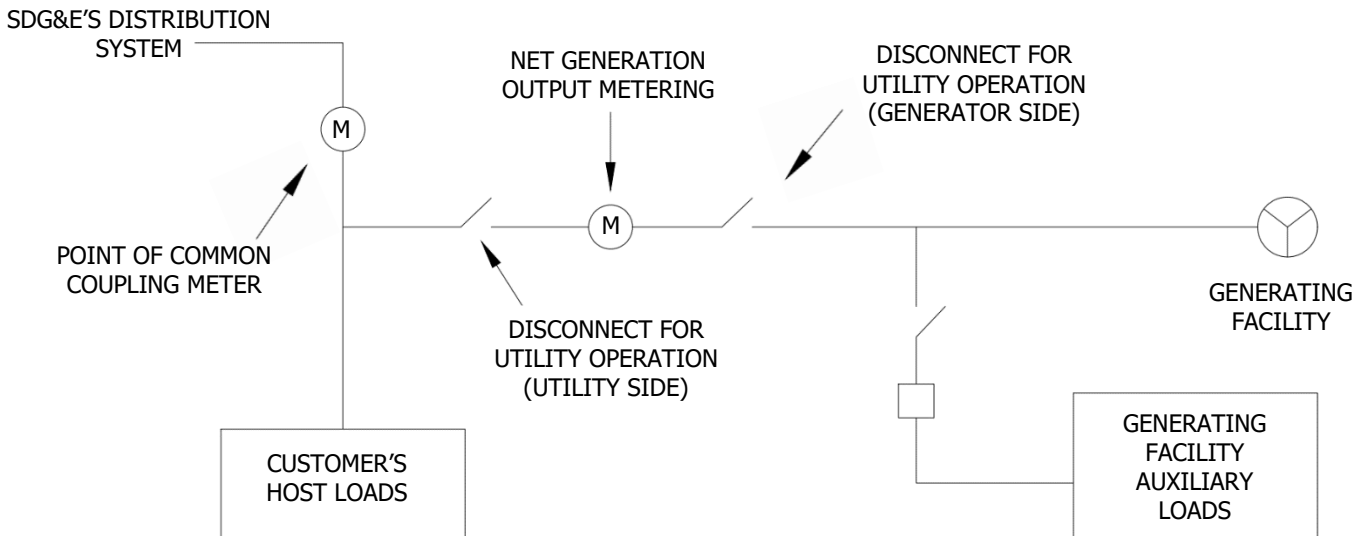 SDG&E'S DISTRIBUTION
SYSTEM
NET GENERATION
OUTPUT METERING
DISCONNECT FOR
UTILITY OPERATION
(GENERATOR SIDE)
M
M
POINT OF COMMON
COUPLING METER
DISCONNECT FOR
UTILITY OPERATION
(UTILITY SIDE)
GENERATING
FACILITY
CUSTOMER'S
HOST LOADS
GENERATING
FACILITY
AUXILIARY
LOADS